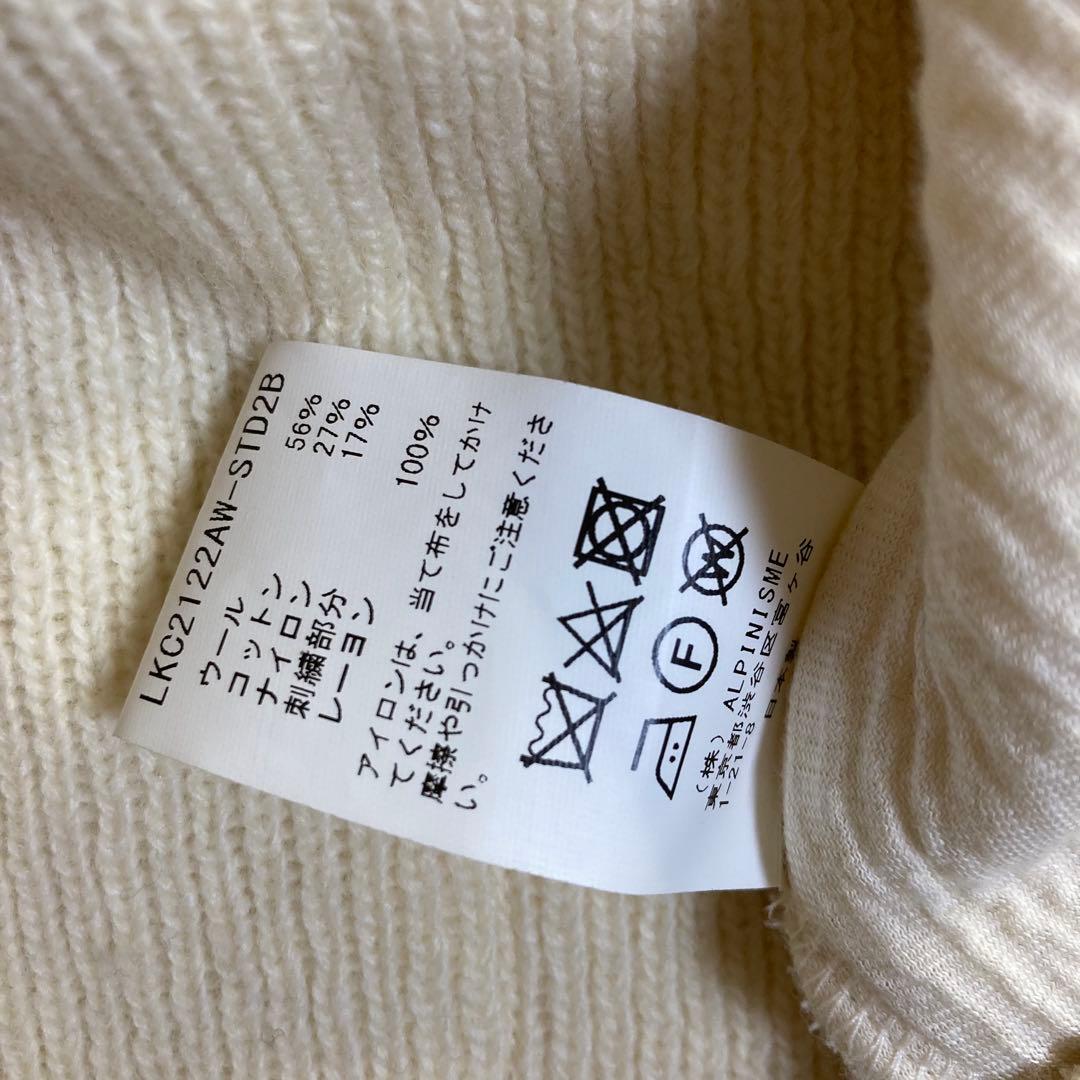 LKC2122AW-STD2B
ウール 56%
コットン 27%
ナイロン 17%
刺繍部分
レーヨン 100%
アイロンは、当て布をしてかけ
てください。
摩擦や引っかけにご注意くださ
い。
F
W
(株) ALPINISME
東京都渋谷区富ヶ谷
1-21-8
日本製